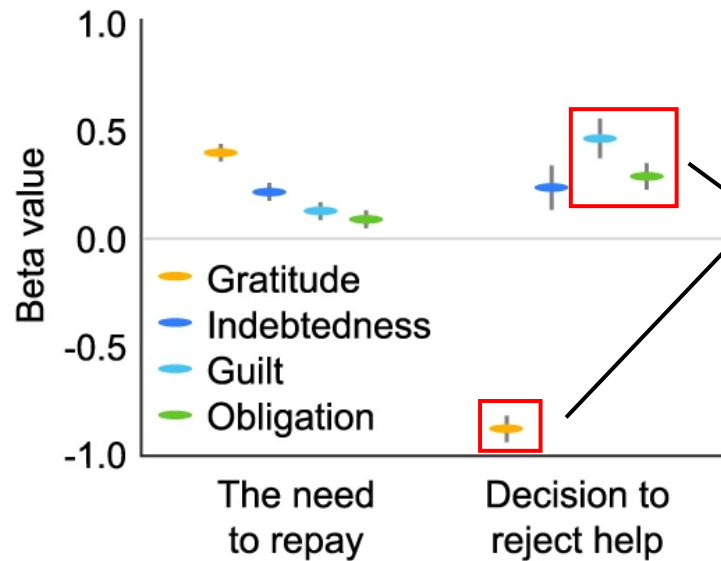 1.0
0.5
0.0
-0.5
-1.0
Beta value
Gratitude
Indebtedness
Guilt
Obligation
The need
to repay
Decision to
reject help